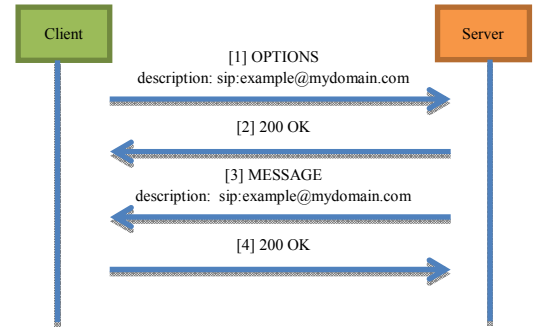 Client
Server
[1] OPTIONS
description: sip:example@mydomain.com
[2] 200 OK
[3] MESSAGE
description:  sip:example@mydomain.com
[4] 200 OK